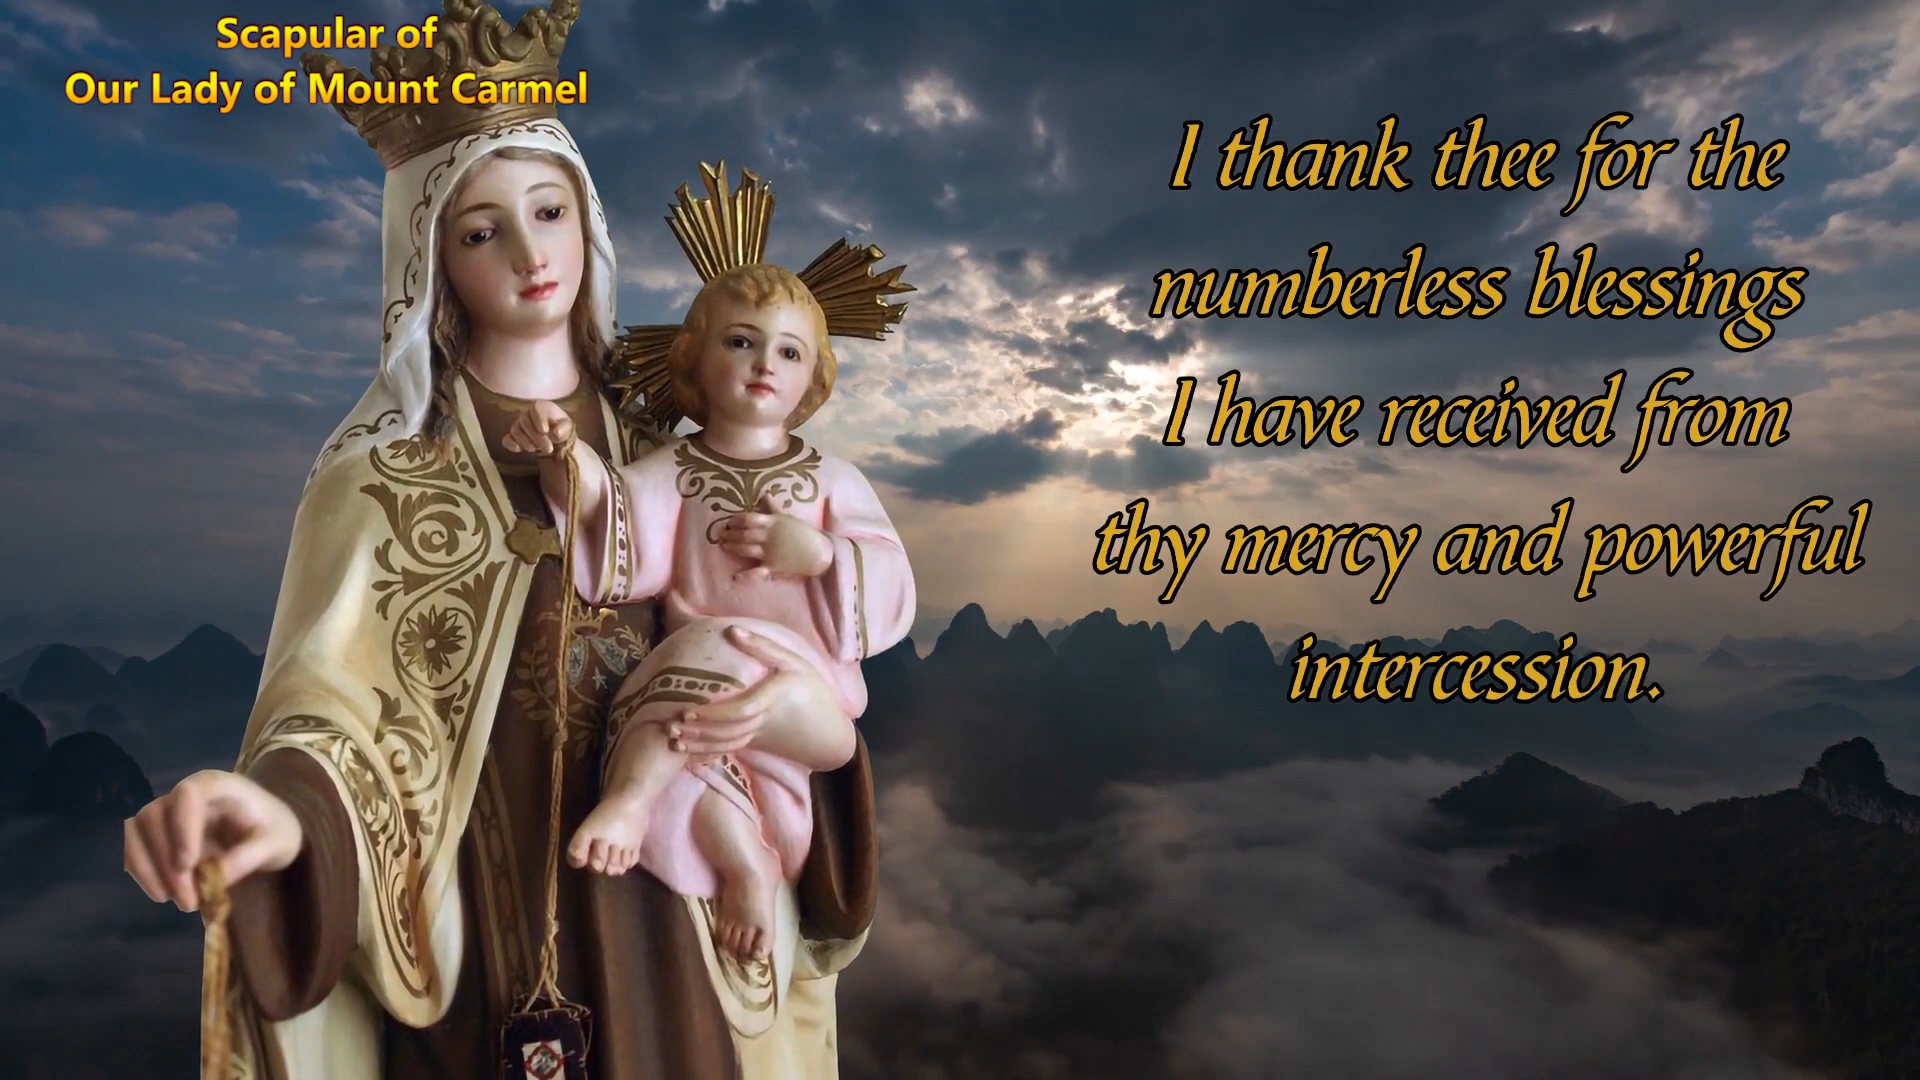 Scapular of
Our Lady of Mount Carmel
I thank thee for the
numberless blessings
I have received from
thy mercy and powerful
intercession.